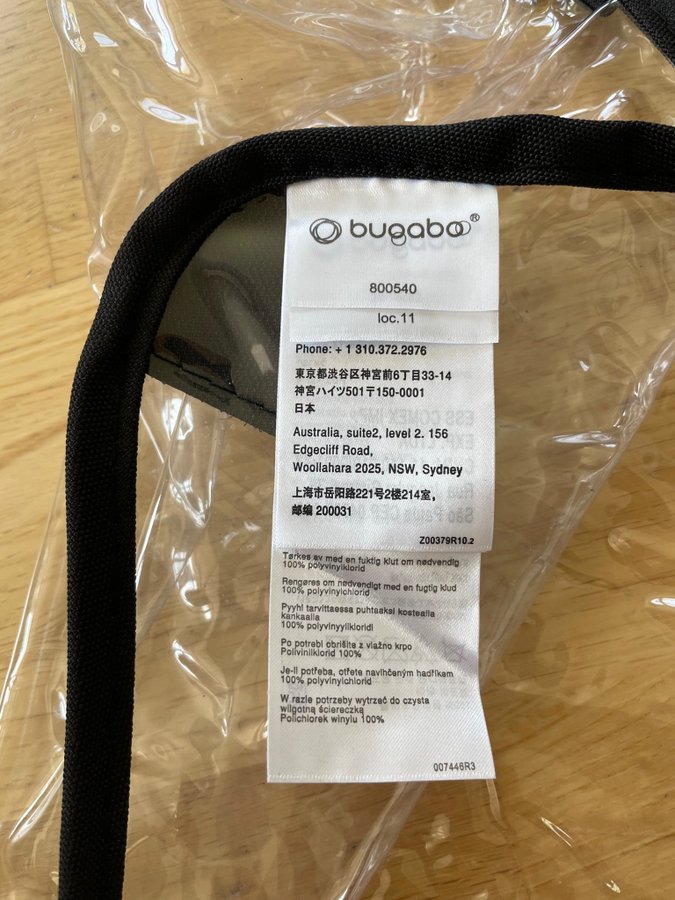 bugaboo®
800540
loc.11
Phone: + 1 310.372.2976
東京都渋谷区神宮前6丁目33-14
神宮ハイツ501〒150-0001
日本
Australia, suite2, level 2. 156
Edgecliff Road,
Woollahara 2025, NSW, Sydney
上海市岳阳路221号2楼214室,
邮编 200031
Z00379R10.2
Tørkes av med en fuktig klut om nødvendig
100% polyvinylklorid
Rengøres om nødvendigt med en fugtig klud
100% polyvinylchorid
Pyyhi tarvittaessa puhtaaksi kostealla
kankaalla
100% polyvinyylikloridi
Po potrebi obrišite z vlažno krpo
Polivinilklorid 100%
Je-li potřeba, otřete navlhčeným hadříkem
100% polyvinylchlorid
W razie potrzeby wytrzeć do czysta
wilgotną ściereczką
Polichlorek winylu 100%
007446R3